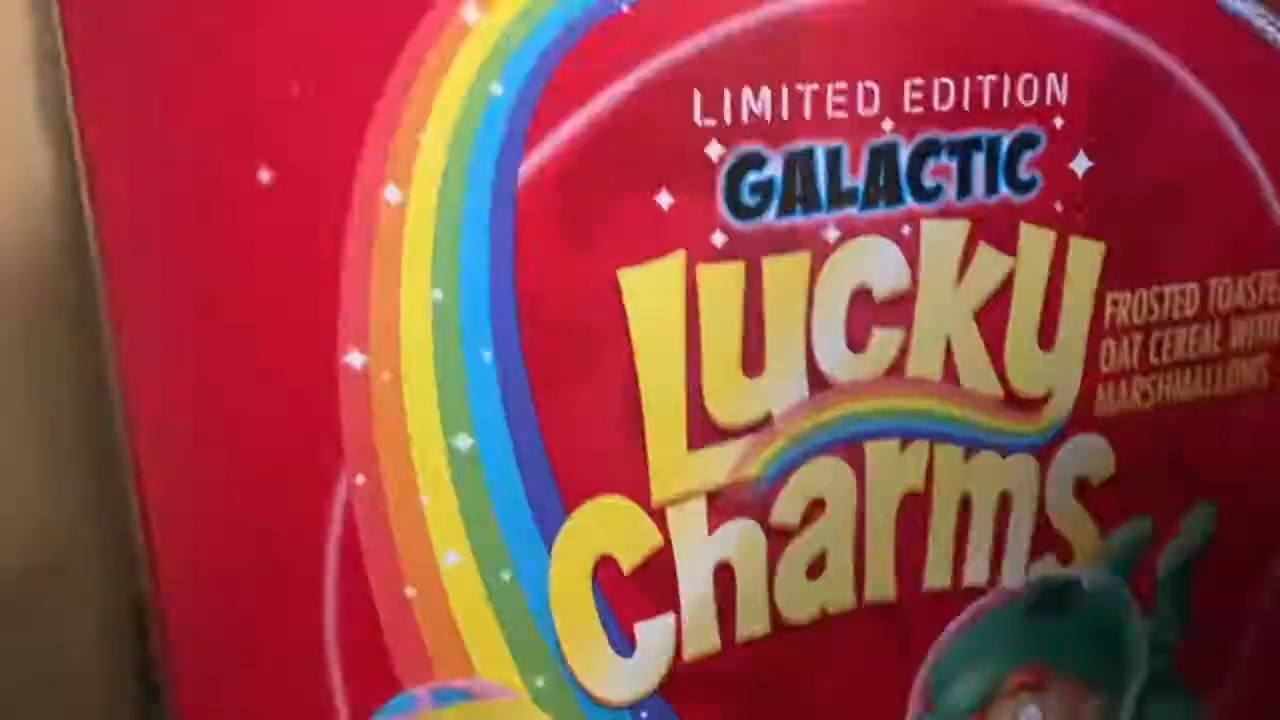 LIMITED EDITION
GALACTIC
Lucky
Charms
FROSTED TOASTED
OAT CEREAL WITH
MARSHMALLOWS